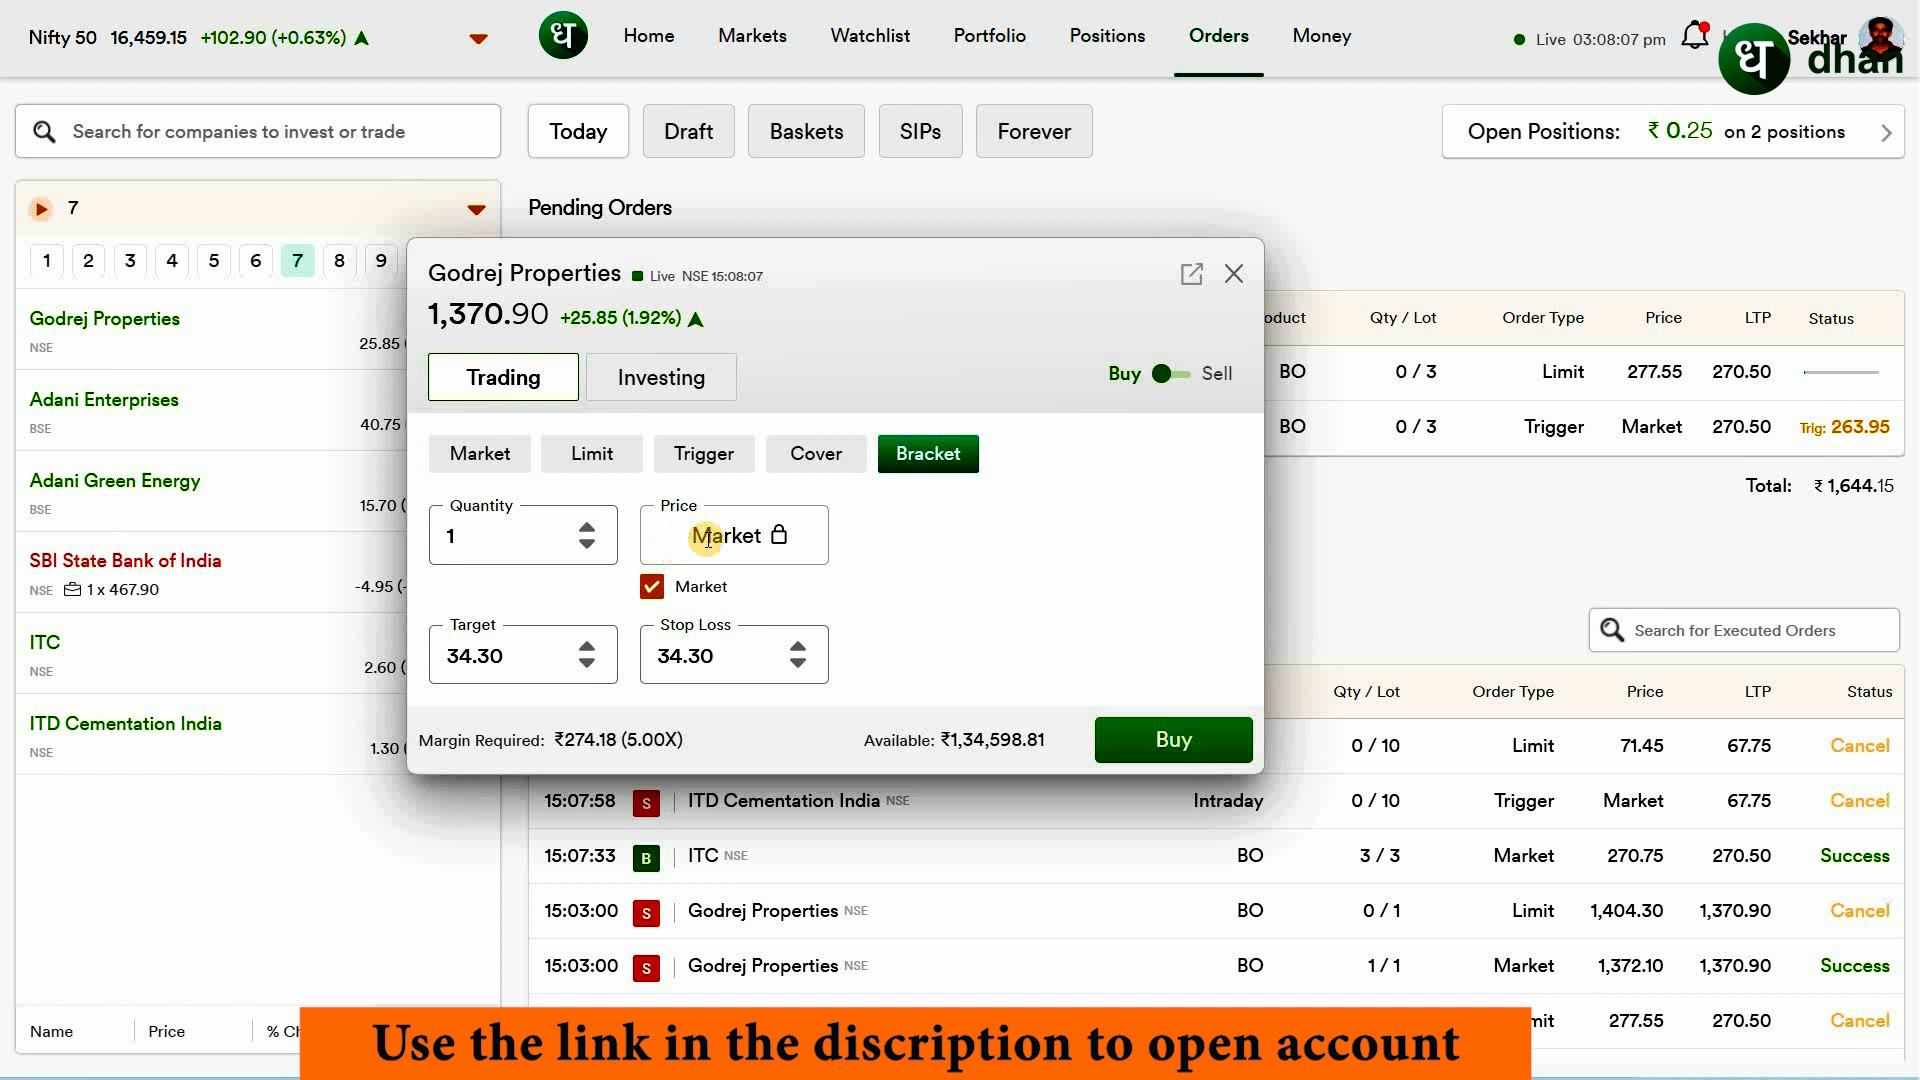 Nifty 50 16,459.15 +102.90 (+0.63%)
ध Home Markets Watchlist Portfolio Positions Orders Money
Live 03:08:07 pm
Sekhar
ध dhan
Search for companies to invest or trade
Today Draft Baskets SIPs Forever
Open Positions: ₹ 0.25 on 2 positions
7
1 2 3 4 5 6 7 8 9
Godrej Properties
NSE 25.85
Adani Enterprises
BSE 40.75
Adani Green Energy
BSE 15.70 (
SBI State Bank of India
NSE 1 x 467.90 -4.95 (-
ITC
NSE 2.60 (
ITD Cementation India
NSE 1.30
Name Price
Pending Orders
Godrej Properties Live NSE 15:08:07
1,370.90 +25.85 (1.92%)
Trading Investing Buy Sell
Market Limit Trigger Cover Bracket
Quantity Price
1 Market
Market
Target Stop Loss
34.30 34.30
Margin Required: ₹274.18 (5.00X) Available: ₹1,34,598.81 Buy
oduct Qty / Lot Order Type Price LTP Status
BO 0 / 3 Limit 277.55 270.50
BO 0 / 3 Trigger Market 270.50 Trig: 263.95
Total: ₹ 1,644.15
Search for Executed Orders
Qty / Lot Order Type Price LTP Status
0 / 10 Limit 71.45 67.75 Cancel
15:07:58 S ITD Cementation India NSE Intraday 0 / 10 Trigger Market 67.75 Cancel
15:07:33 B ITC NSE BO 3 / 3 Market 270.75 270.50 Success
15:03:00 S Godrej Properties NSE BO 0 / 1 Limit 1,404.30 1,370.90 Cancel
15:03:00 S Godrej Properties NSE BO 1 / 1 Market 1,372.10 1,370.90 Success
mit 277.55 270.50 Cancel
Use the link in the discription to open account